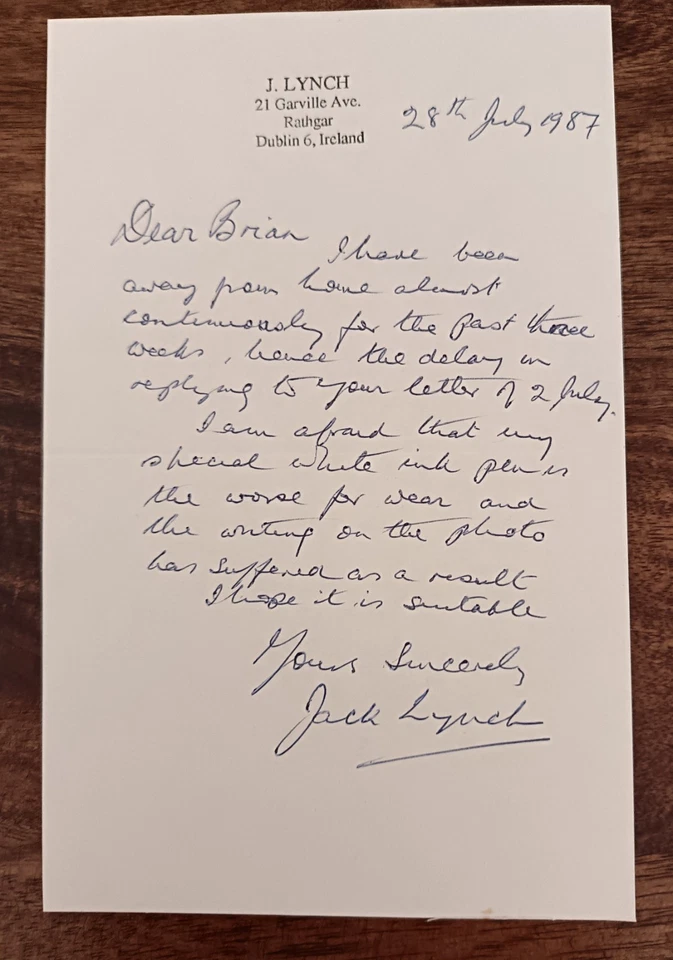 J. LYNCH
21 Garville Ave.
Rathgar
Dublin 6, Ireland
28th July 1987
Dear Brian
I have been
away from home almost
continuously for the past three
weeks, hence the delay in
replying to your letter of 2 July.
I am afraid that my
special white ink pen is
the worse for wear and
the writing on the photo
has suffered as a result
I hope it is suitable
Yours Sincerely
Jack Lynch